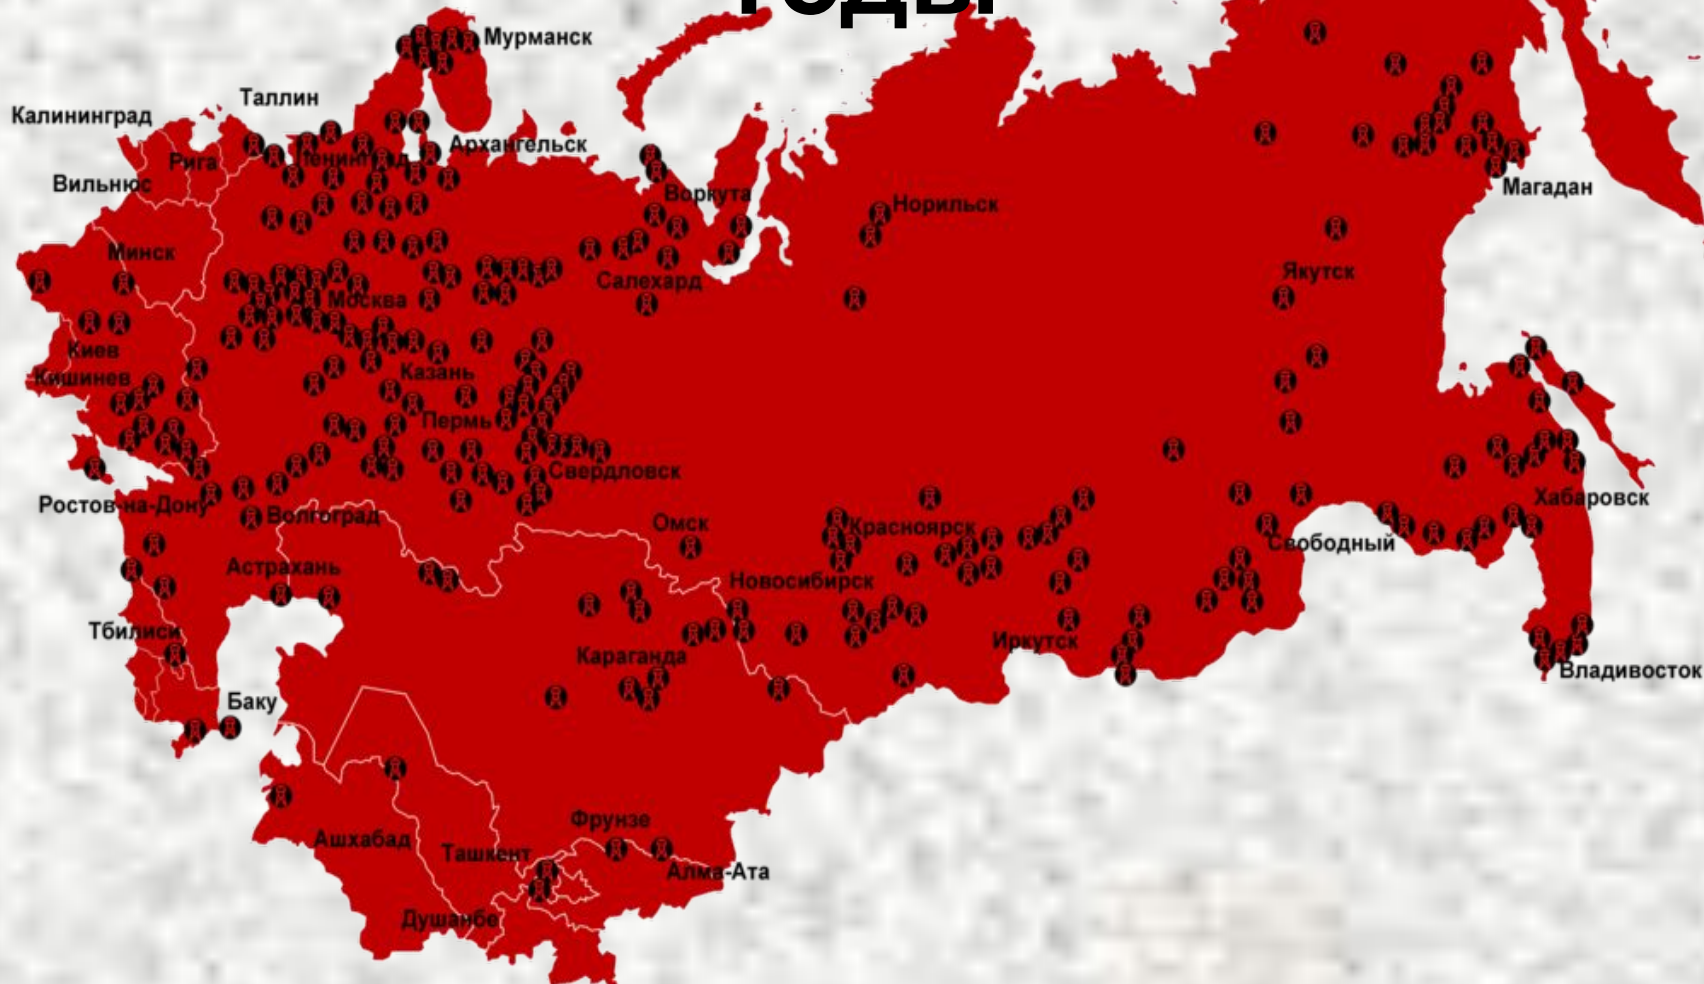 ГОДЫ
Мурманск
Таллин
Калининград
Архангельск
Ленинград
Рига
Вильнюс
Воркута
Магадан
Норильск
Минск
Якутск
Салехард
Москва
Киев
Кишинев
Казань
Пермь
Свердловск
Ростов-на-Дону
Волгоград
Хабаровск
Омск
Красноярск
Свободный
Астрахань
Новосибирск
Тбилиси
Иркутск
Караганда
Владивосток
Баку
Фрунзе
Ашхабад
Ташкент
Алма-Ата
Душанбе